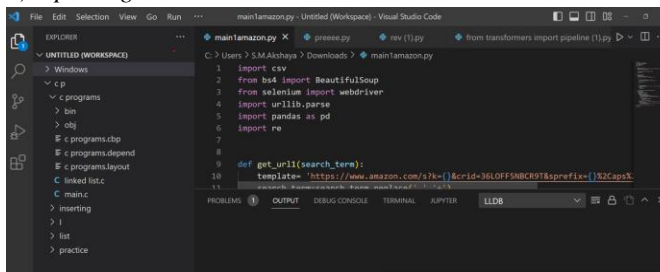 File Edit Selection View Go Run ··· main1amazon.py - Untitled (Workspace) - Visual Studio Code
EXPLORER ···
UNTITLED (WORKSPACE)
> Windows
c p
c programs
> bin
> obj
c programs.cbp
c programs.depend
c programs.layout
C linked list.c
C main.c
> inserting
> l
> list
> practice
main1amazon.py × preeee.py rev (1).py from transformers import pipeline (1).py
C: > Users > S.M.Akshaya > Downloads > main1amazon.py
1 import csv
2 from bs4 import BeautifulSoup
3 from selenium import webdriver
4 import urllib.parse
5 import pandas as pd
6 import re
7
8
9 def get_url1(search_term):
10 template= 'https://www.amazon.com/s?k={}&crid=36LOFF5NBCR9T&sprefix={}%2Caps%
11 search_term=search_term.replace(' ','+')
PROBLEMS 1 OUTPUT DEBUG CONSOLE TERMINAL JUPYTER LLDB